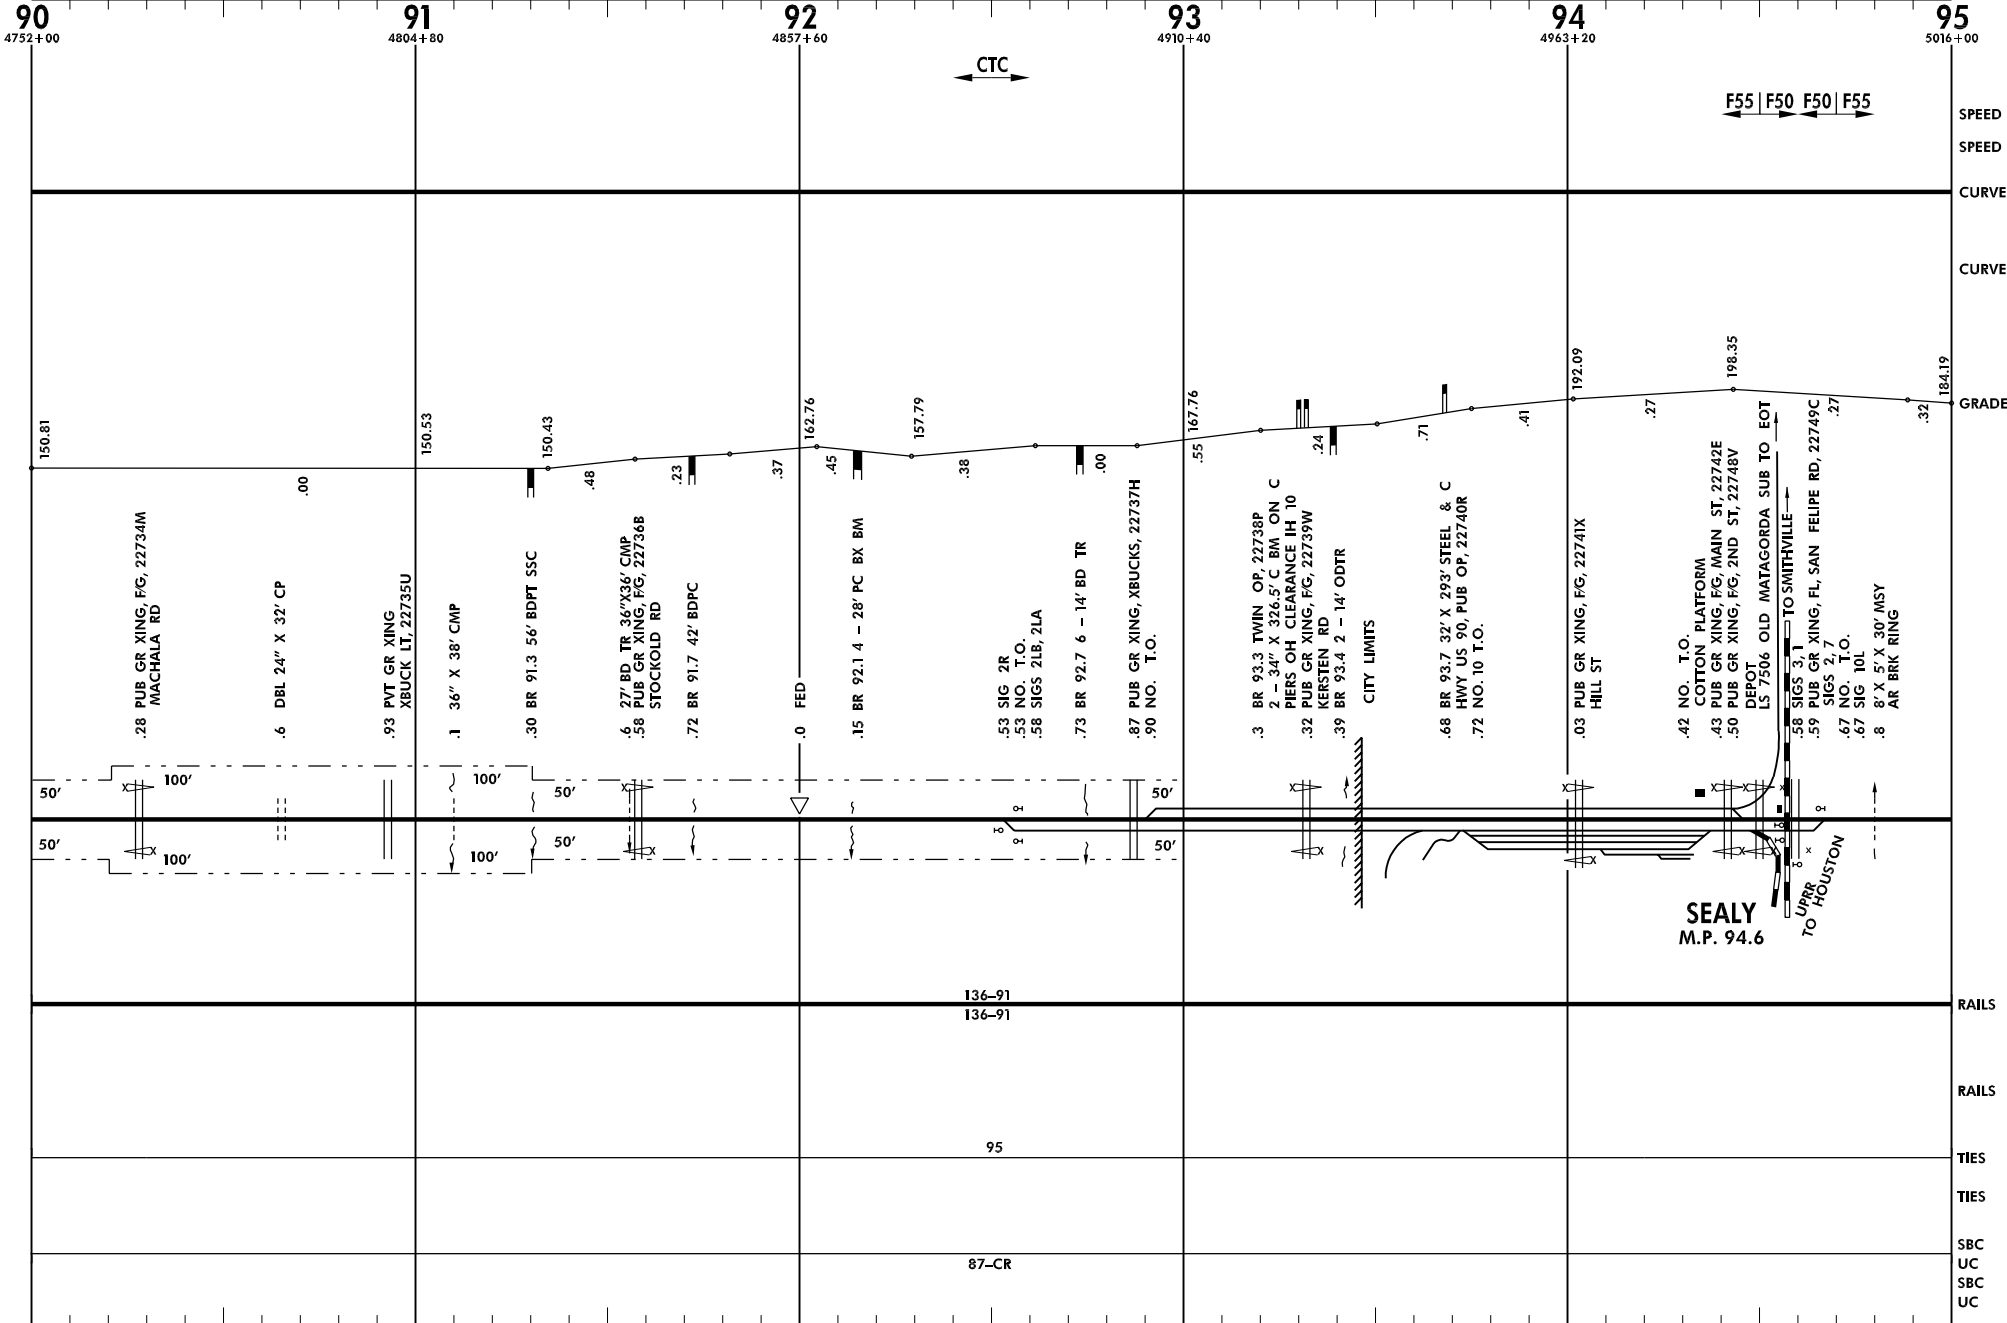 90 91 92 93 94 95
4752+00 4804+80 4857+60 4910+40 4963+20 5016+00
CTC
F55 F50 F50 F55
SPEED
SPEED
CURVE
CURVE
GRADE
150.81
.00
150.53
150.43
.48
.23
.37
162.76
.45
157.79
.38
.00
167.76
.55
.24
.71
.41
192.09
.27
198.35
.27
.32
184.19
.28 PUB GR XING, F/G, 22734M
MACHALA RD
.6 DBL 24" X 32' CP
.93 PVT GR XING
XBUCK LT, 22735U
.1 36" X 38' CMP
.30 BR 91.3 56' BDPT SSC
.6 27' BD TR 36"X36' CMP
.58 PUB GR XING, F/G, 22736B
STOCKOLD RD
.72 BR 91.7 42' BDPC
.0 FED
.15 BR 92.1 4 – 28' PC BX BM
.53 SIG 2R
.53 NO. T.O.
.58 SIGS 2LB, 2LA
.73 BR 92.7 6 – 14' BD TR
.87 PUB GR XING, XBUCKS, 22737H
.90 NO. T.O.
.3 BR 93.3 TWIN OP, 22738P
2 – 34" X 326.5' C BM ON C
PIERS OH CLEARANCE IH 10
.32 PUB GR XING, F/G, 22739W
KERSTEN RD
.39 BR 93.4 2 – 14' ODTR
CITY LIMITS
.68 BR 93.7 32' X 293' STEEL & C
HWY US 90, PUB OP, 22740R
.72 NO. 10 T.O.
.03 PUB GR XING, F/G, 22741X
HILL ST
.42 NO. T.O.
COTTON PLATFORM
.43 PUB GR XING, F/G, MAIN ST, 22742E
.50 PUB GR XING, F/G, 2ND ST, 22748V
DEPOT
LS 7506 OLD MATAGORDA SUB TO EOT
TO SMITHVILLE
.58 SIGS 3, 1
.59 PUB GR XING, FL, SAN FELIPE RD, 22749C
SIGS 2, 7
.67 NO. T.O.
.67 SIG 10L
.8 8' X 5' X 30' MSY
AR BRK RING
50' 100' 100' 50' 50'
50' 100' 100' 50' 50'
SEALY
M.P. 94.6
UPRR
TO HOUSTON
136–91
RAILS
136–91
RAILS
95
TIES
TIES
SBC
87–CR
UC
SBC
UC